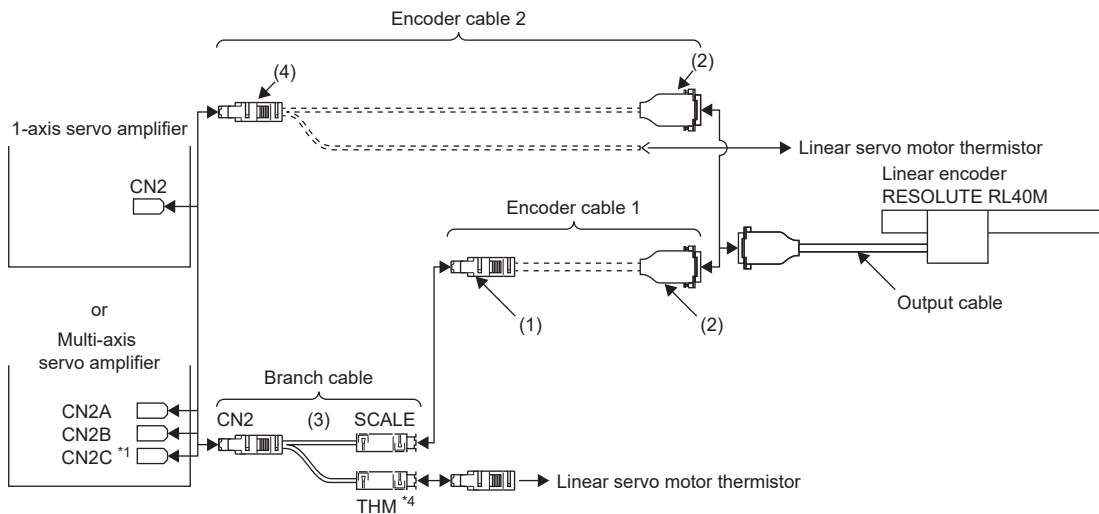 Encoder cable 2
(4)
(2)
1-axis servo amplifier
Linear servo motor thermistor
CN2
Linear encoder
RESOLUTE RL40M
Encoder cable 1
Output cable
(1)
(2)
or
Multi-axis
servo amplifier
Branch cable
CN2A
CN2
(3)
SCALE
CN2B
CN2C *1
Linear servo motor thermistor
THM *4